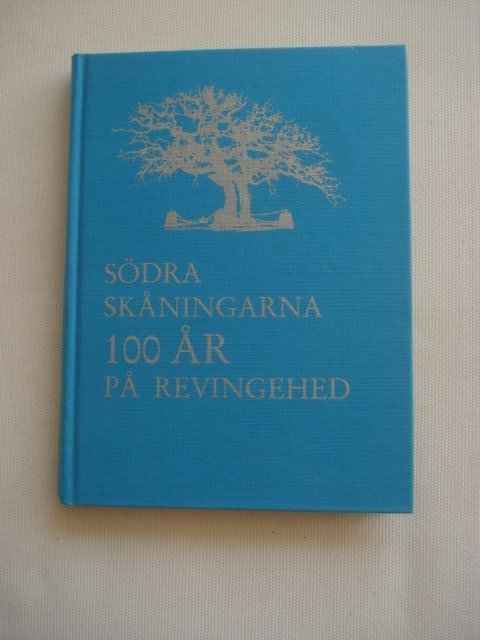 SÖDRA
SKÅNINGARNA
100 ÅR
PÅ REVINGEHED